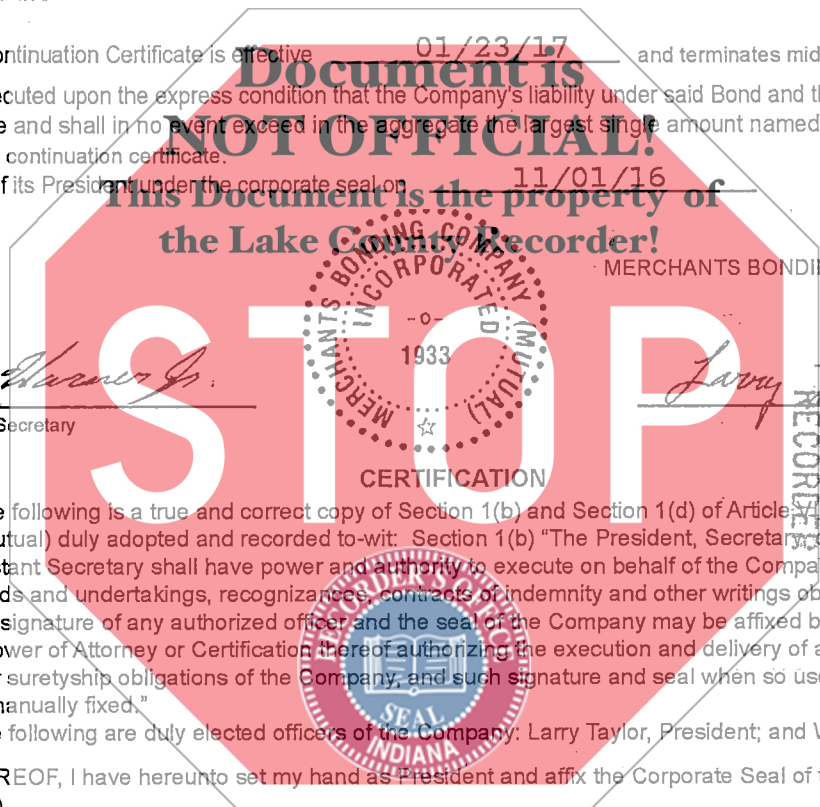 ontinuation Certificate is effective 01/23/17 and terminates mid
Document is
ecuted upon the express condition that the Company's liability under said Bond and th
e and shall in no event exceed in the aggregate the largest single amount named
NOT OFFICIAL!
continuation certificate.
f its President under the corporate seal on 11/01/16
This Document is the property of
the Lake County Recorder!
MERCHANTS BONDI
MERCHANTS BONDING COMPANY (MUTUAL)
INCORPORATED
-o-
1933
STOP
Warner Jr.
Larry
Secretary
RECORDER
CERTIFICATION
e following is a true and correct copy of Section 1(b) and Section 1(d) of Article
utual) duly adopted and recorded to-wit: Section 1(b) “The President, Secretary
stant Secretary shall have power and authority to execute on behalf of the Compa
ds and undertakings, recognizances, contracts of indemnity and other writings ob
signature of any authorized officer and the seal of the Company may be affixed b
ower of Attorney or Certification thereof authorizing the execution and delivery of a
r suretyship obligations of the Company, and such signature and seal when so use
manually fixed.”
RECORDER'S OFFICE
SEAL
INDIANA
e following are duly elected officers of the Company: Larry Taylor, President; and W
REOF, I have hereunto set my hand as President and affix the Corporate Seal of t